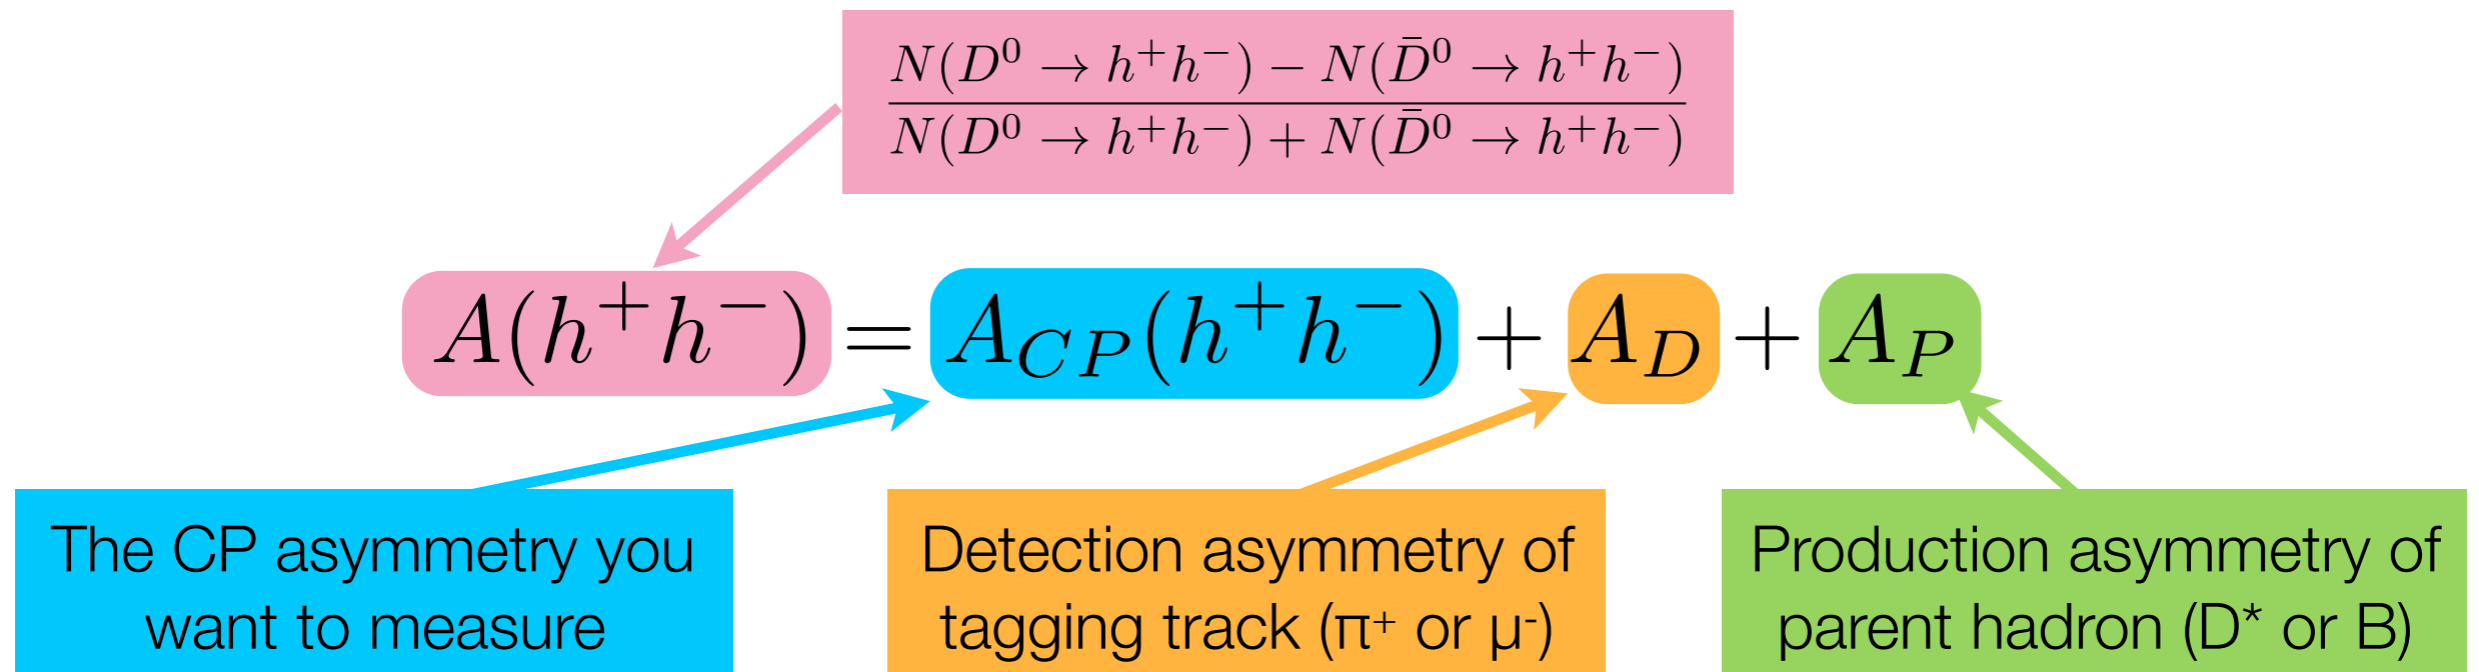 N(D⁰ → h⁺h⁻) − N(D̄⁰ → h⁺h⁻)
N(D⁰ → h⁺h⁻) + N(D̄⁰ → h⁺h⁻)
A(h⁺h⁻) = A_CP(h⁺h⁻) + A_D + A_P
The CP asymmetry you
want to measure
Detection asymmetry of
tagging track (π⁺ or μ⁻)
Production asymmetry of
parent hadron (D* or B)